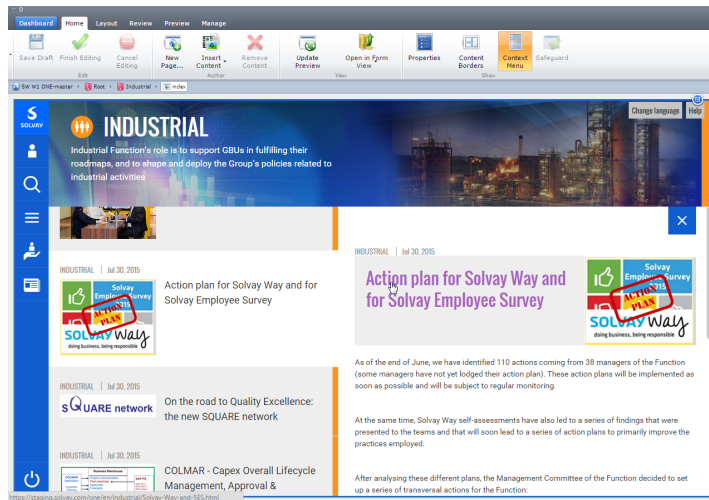 Dashboard Home Layout Review Preview Manage
Save Draft Finish Editing Cancel Editing New Page... Insert Content Remove Content Update Preview Open in Form View Properties Content Borders Context Menu Safeguard
Edit Author View Show
SW W1 ONE-master Root Industrial index
SOLVAY
INDUSTRIAL
Change language Help
Industrial Function's role is to support GBUs in fulfilling their
roadmaps, and to shape and deploy the Group's policies related to
industrial activities
INDUSTRIAL | Jul 30, 2015
Solvay
Employee Survey
2015
ACTION
PLAN
SOLVAY way
doing business, being responsible
Action plan for Solvay Way and for
Solvay Employee Survey
INDUSTRIAL | Jul 30, 2015
SQUARE network
On the road to Quality Excellence:
the new SQUARE network
INDUSTRIAL | Jul 30, 2015
Business Warehouse
COLMAR
COLMAR - Capex Overall Lifecycle
Management, Approval &
INDUSTRIAL | Jul 30, 2015
Action plan for Solvay Way and
for Solvay Employee Survey
Solvay
Employee Survey
2015
ACTION
PLAN
SOLVAY way
doing business, being responsible
As of the end of June, we have identified 110 actions coming from 38 managers of the Function
(some managers have not yet lodged their action plan). These action plans will be implemented as
soon as possible and will be subject to regular monitoring.
At the same time, Solvay Way self-assessments have also led to a series of findings that were
presented to the teams and that will soon lead to a series of action plans to primarily improve the
practices employed.
After analysing these different plans, the Management Committee of the Function decided to set
up a series of transversal actions for the Function:
https://staging.solvay.com/one/en/industrial/Solvay-Way-and-SES.html